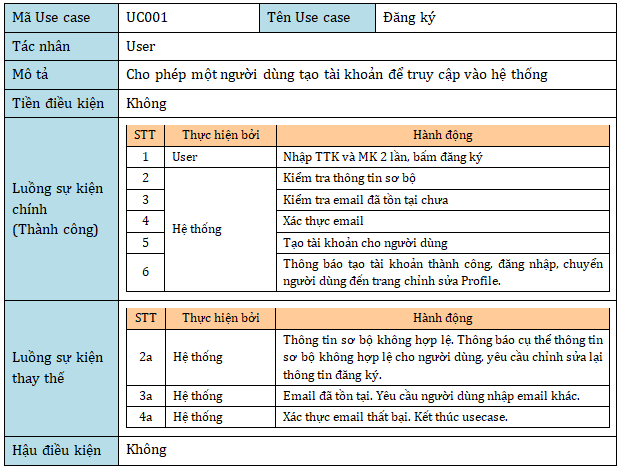 Mã Use case UC001 Tên Use case Đăng ký
Tác nhân User
Mô tả Cho phép một người dùng tạo tài khoản để truy cập vào hệ thống
Tiền điều kiện Không
Luồng sự kiện
chính
(Thành công)
STT Thực hiện bởi Hành động
1 User Nhập TTK và MK 2 lần, bấm đăng ký
2 Kiểm tra thông tin sơ bộ
3 Kiểm tra email đã tồn tại chưa
Hệ thống
4 Xác thực email
5 Tạo tài khoản cho người dùng
6 Thông báo tạo tài khoản thành công, đăng nhập, chuyển
người dùng đến trang chỉnh sửa Profile.
Luồng sự kiện
thay thế
STT Thực hiện bởi Hành động
2a Hệ thống Thông tin sơ bộ không hợp lệ. Thông báo cụ thể thông tin
sơ bộ không hợp lệ cho người dùng, yêu cầu chỉnh sửa lại
thông tin đăng ký.
3a Hệ thống Email đã tồn tại. Yêu cầu người dùng nhập email khác.
4a Hệ thống Xác thực email thất bại. Kết thúc usecase.
Hậu điều kiện Không